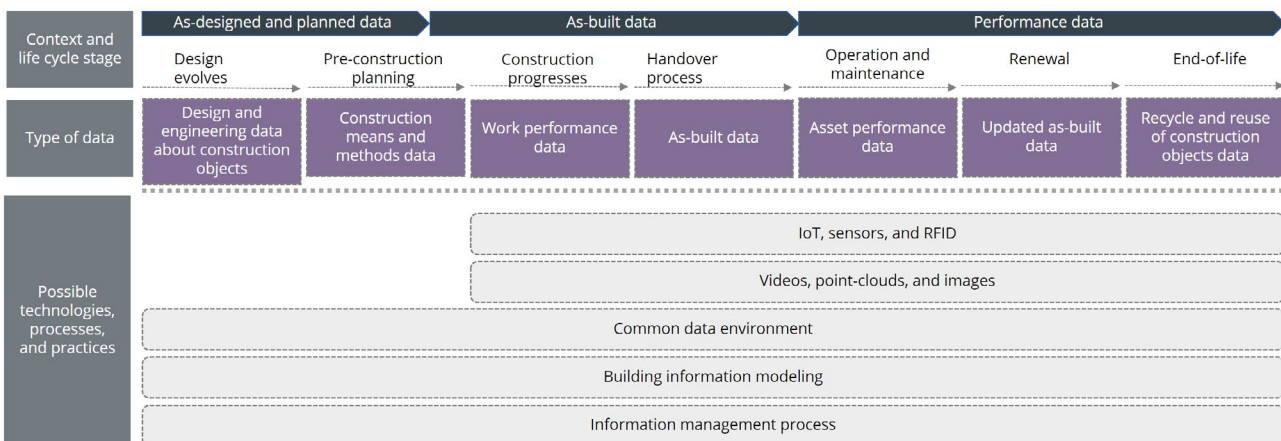 Context and
life cycle stage
As-designed and planned data
As-built data
Performance data
Design
evolves
Pre-construction
planning
Construction
progresses
Handover
process
Operation and
maintenance
Renewal
End-of-life
Type of data
Design and
engineering data
about construction
objects
Construction
means and
methods data
Work performance
data
As-built data
Asset performance
data
Updated as-built
data
Recycle and reuse
of construction
objects data
Possible
technologies,
processes,
and practices
IoT, sensors, and RFID
Videos, point-clouds, and images
Common data environment
Building information modeling
Information management process